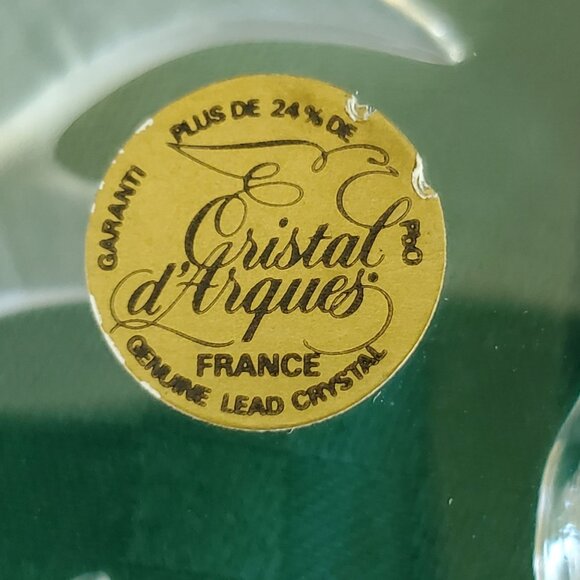 GARANTI PLUS DE 24% DE PbO
Cristal
d'Arques
FRANCE
GENUINE LEAD CRYSTAL